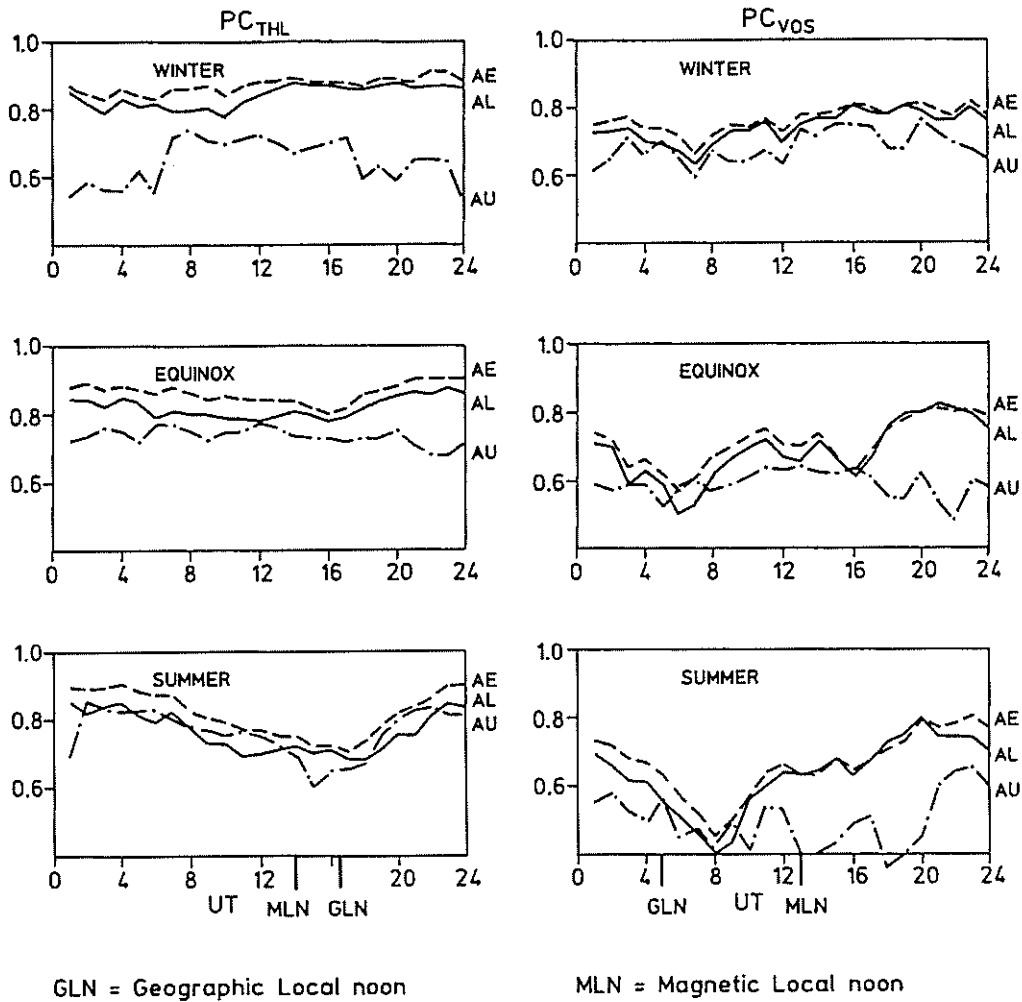 PC_THL
PC_VOS
1.0
0.8
0.6
WINTER
AE
AL
AU
0 4 8 12 16 20 24
1.0
0.8
0.6
WINTER
AE
AL
AU
0 4 8 12 16 20 24
1.0
0.8
0.6
EQUINOX
AE
AL
AU
0 4 8 12 16 20 24
1.0
0.8
0.6
EQUINOX
AE
AL
AU
0 4 8 12 16 20 24
1.0
0.8
0.6
SUMMER
AE
AL
AU
0 4 8 12 16 20 24
UT MLN GLN
1.0
0.8
0.6
SUMMER
AE
AL
AU
0 4 8 12 16 20 24
GLN UT MLN
GLN = Geographic Local noon
MLN = Magnetic Local noon